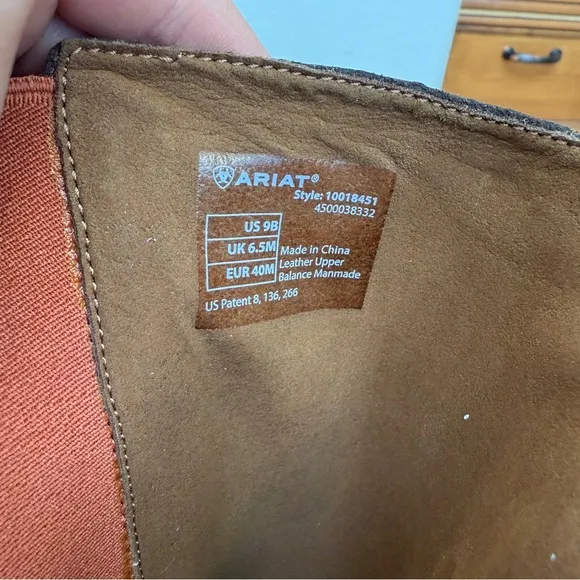 ARIAT®
Style: 10018451
4500038332
US 9B
UK 6.5M
EUR 40M
Made in China
Leather Upper
Balance Manmade
US Patent 8, 136, 266